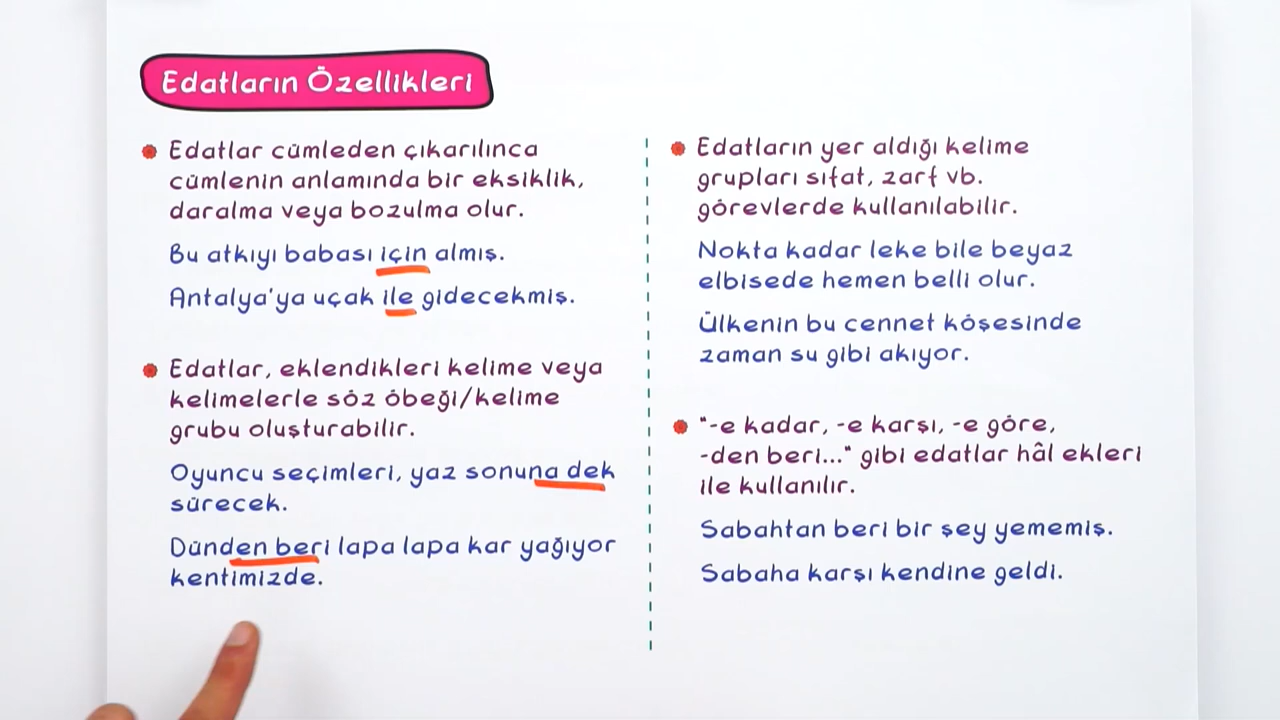 Edatların Özellikleri
Edatlar cümleden çıkarılınca
cümlenin anlamında bir eksiklik,
daralma veya bozulma olur.
Bu atkıyı babası için almış.
Antalya'ya uçak ile gidecekmiş.
Edatlar, eklendikleri kelime veya
kelimelerle söz öbeği/kelime
grubu oluşturabilir.
Oyuncu seçimleri, yaz sonuna dek
sürecek.
Dünden beri lapa lapa kar yağıyor
kentimizde.
Edatların yer aldığı kelime
grupları sıfat, zarf vb.
görevlerde kullanılabilir.
Nokta kadar leke bile beyaz
elbisede hemen belli olur.
Ülkenin bu cennet köşesinde
zaman su gibi akıyor.
"-e kadar, -e karşı, -e göre,
-den beri..." gibi edatlar hâl ekleri
ile kullanılır.
Sabahtan beri bir şey yememiş.
Sabaha karşı kendine geldi.